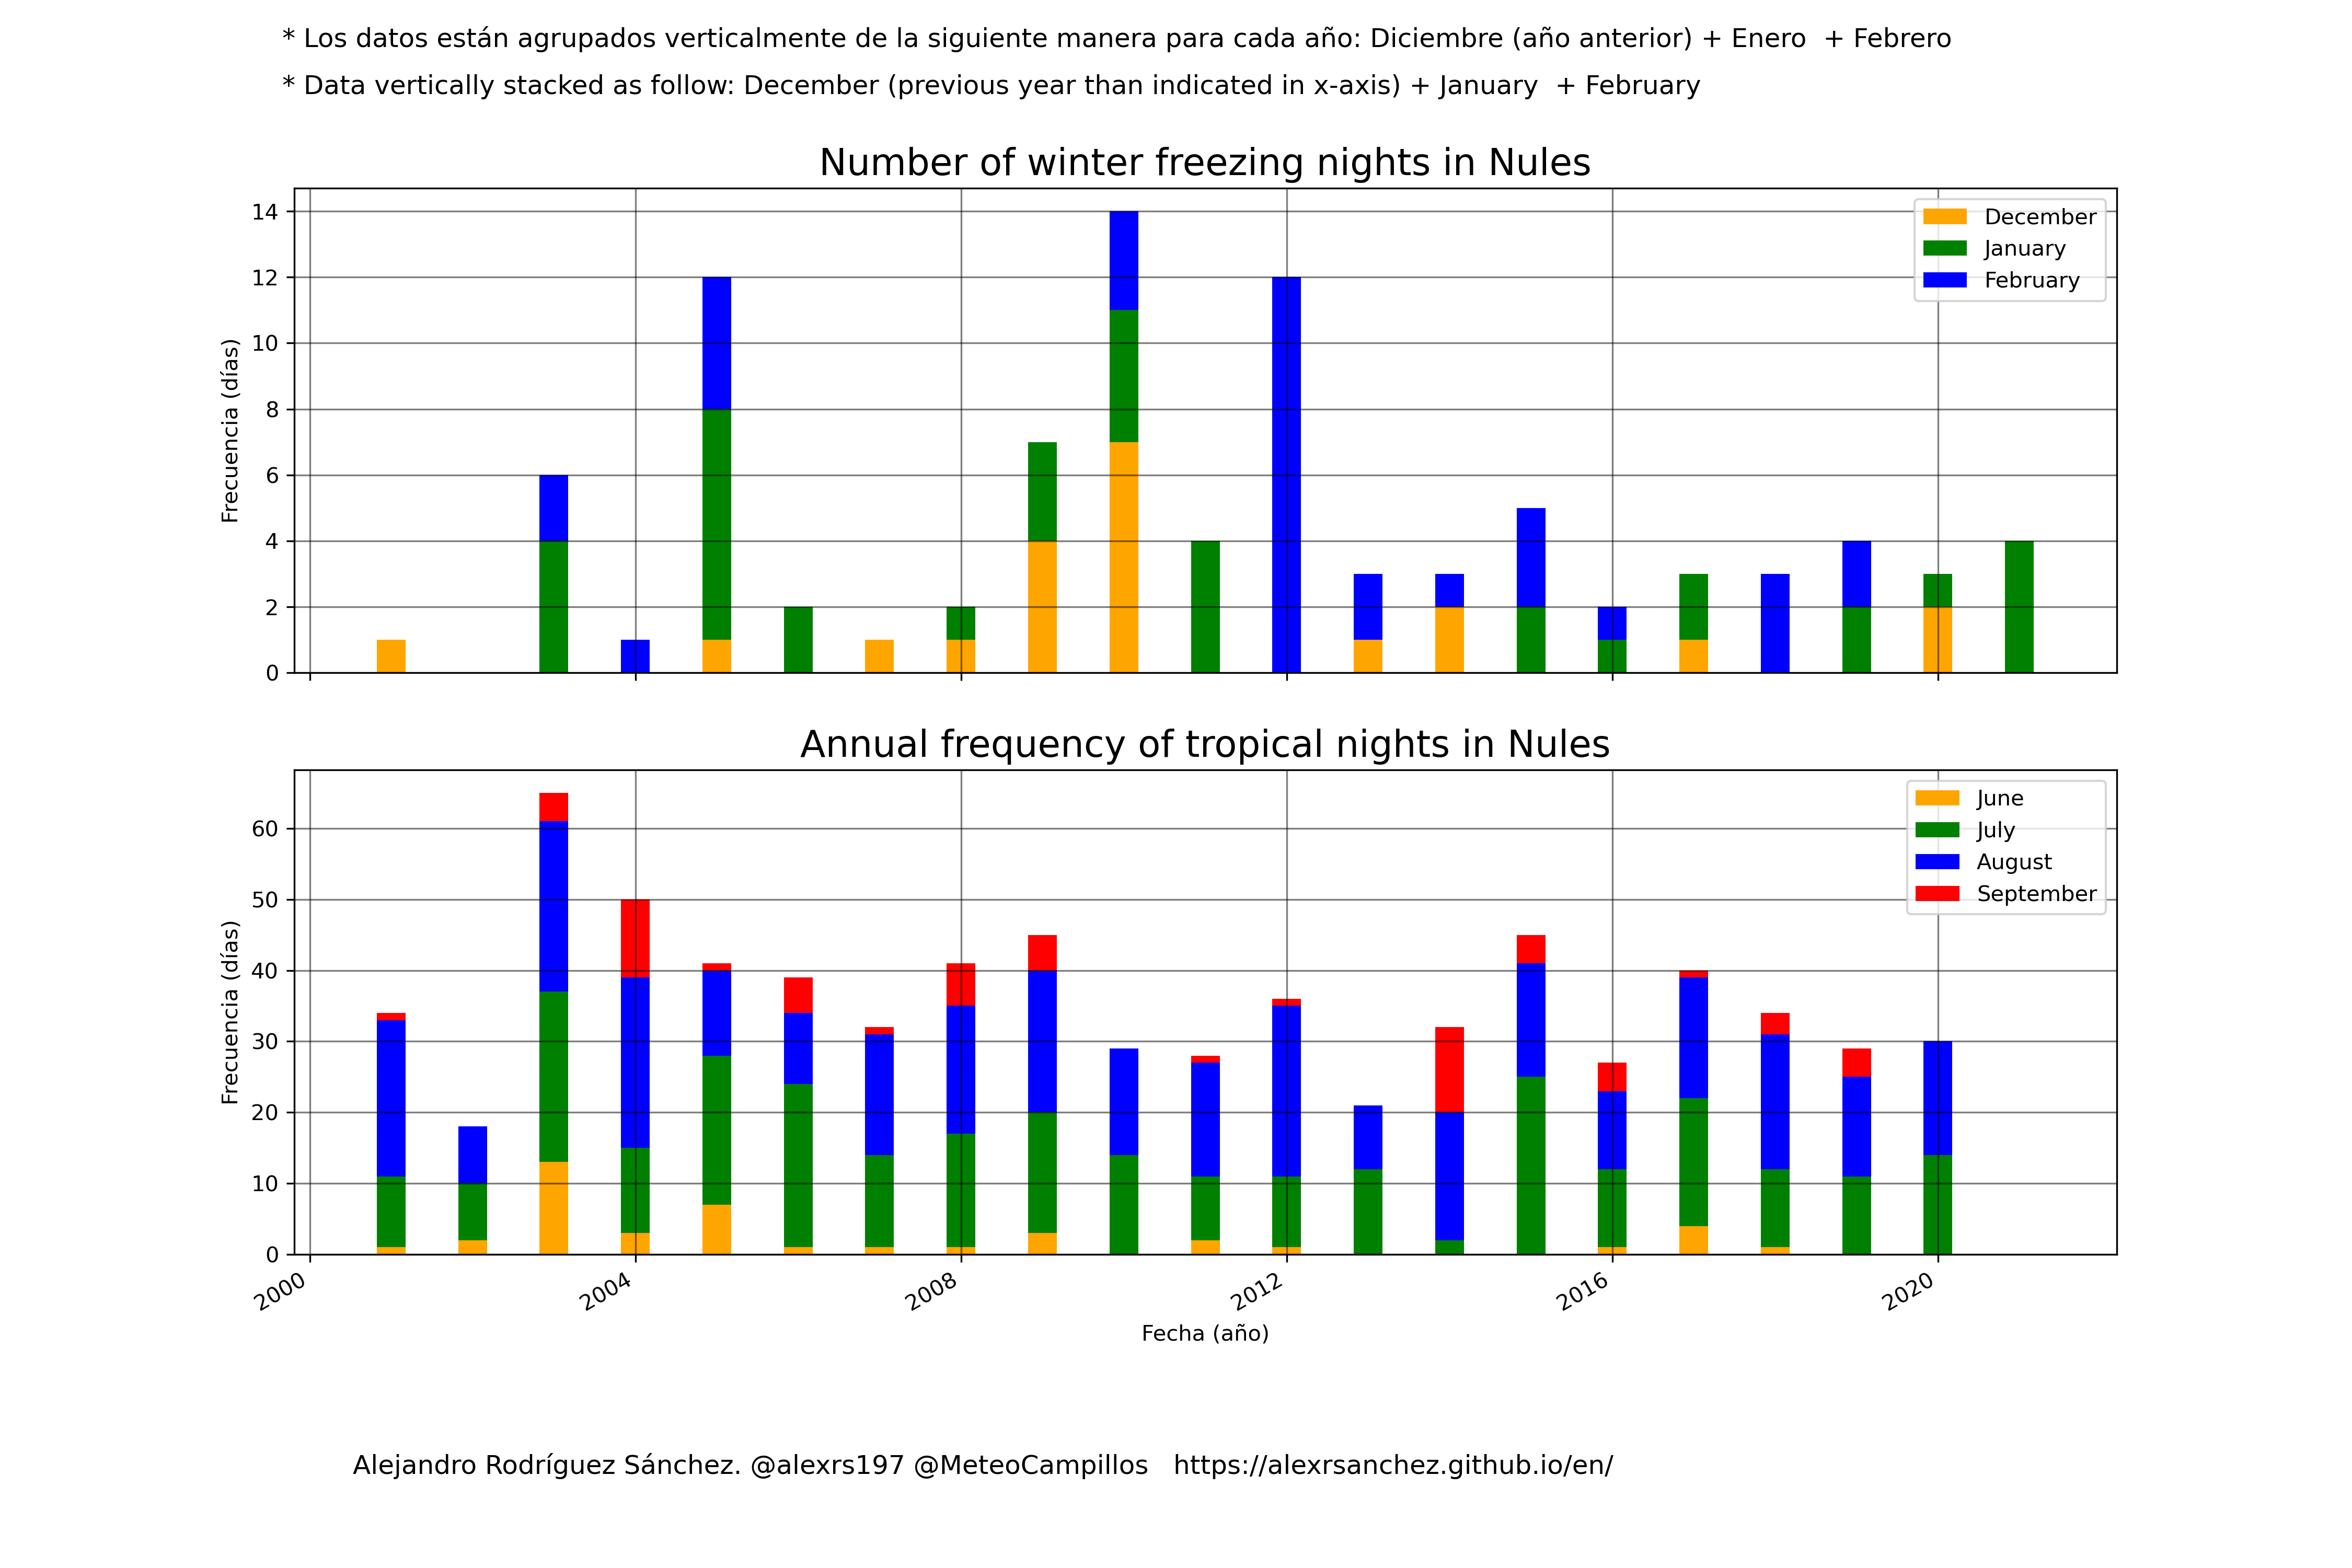 * Los datos están agrupados verticalmente de la siguiente manera para cada año: Diciembre (año anterior) + Enero  + Febrero
* Data vertically stacked as follow: December (previous year than indicated in x-axis) + January  + February
Number of winter freezing nights in Nules
14
12
10
8
6
4
2
0
Frecuencia (días)
December
January
February
Annual frequency of tropical nights in Nules
60
50
40
30
20
10
0
Frecuencia (días)
June
July
August
September
2000
2004
2008
2012
2016
2020
Fecha (año)
Alejandro Rodríguez Sánchez. @alexrs197 @MeteoCampillos   https://alexrsanchez.github.io/en/